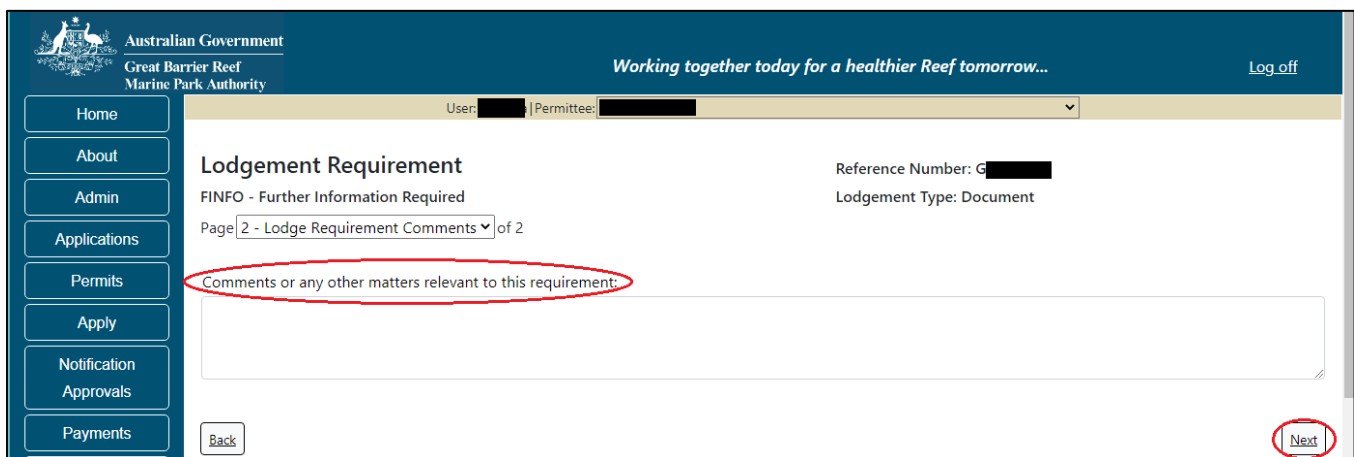 Australian Government
Great Barrier Reef
Marine Park Authority
Working together today for a healthier Reef tomorrow...
Log off
User: | Permittee:
Home
About
Admin
Applications
Permits
Apply
Notification
Approvals
Payments
Lodgement Requirement
Reference Number: G
FINFO - Further Information Required
Lodgement Type: Document
Page 2 - Lodge Requirement Comments of 2
Comments or any other matters relevant to this requirement:
Back
Next